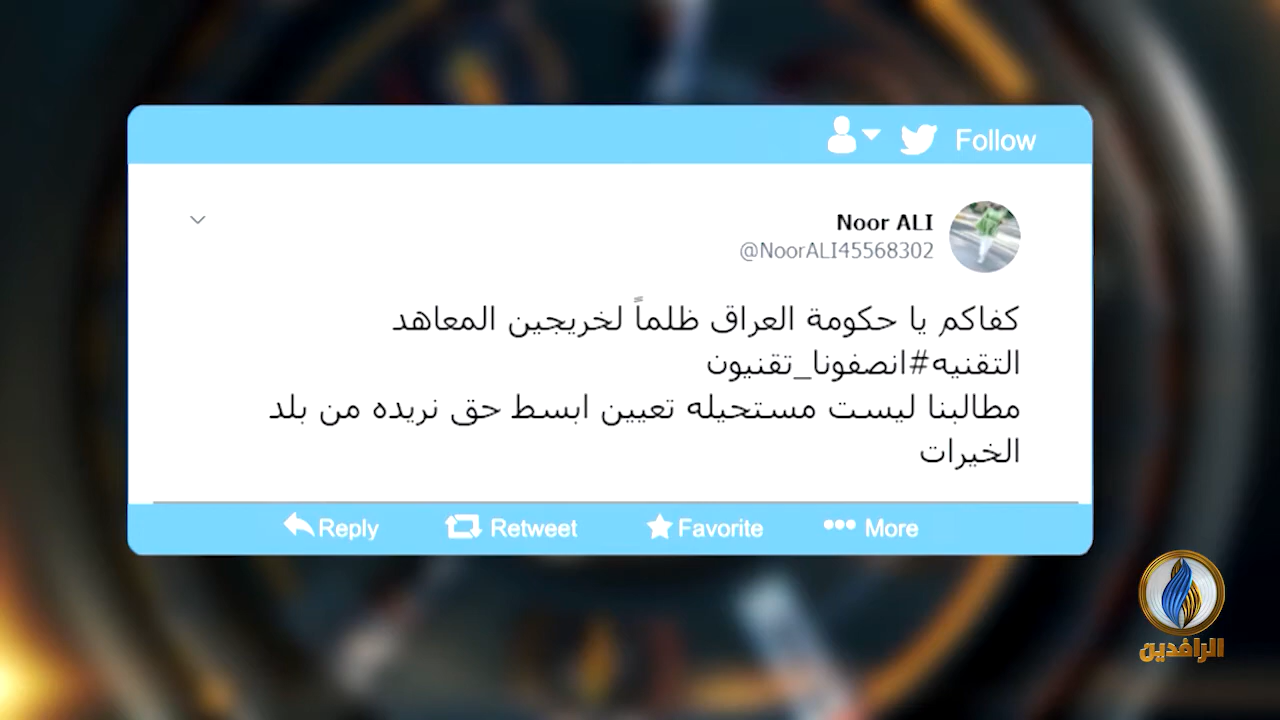 Follow
Noor ALI
@NoorALI45568302
كفاكم يا حكومة العراق ظلماً لخريجين المعاهد
التقنيه#انصفونا_تقنيون
مطالبنا ليست مستحيله تعيين ابسط حق نريده من بلد
الخيرات
Reply Retweet Favorite More
الرافدين